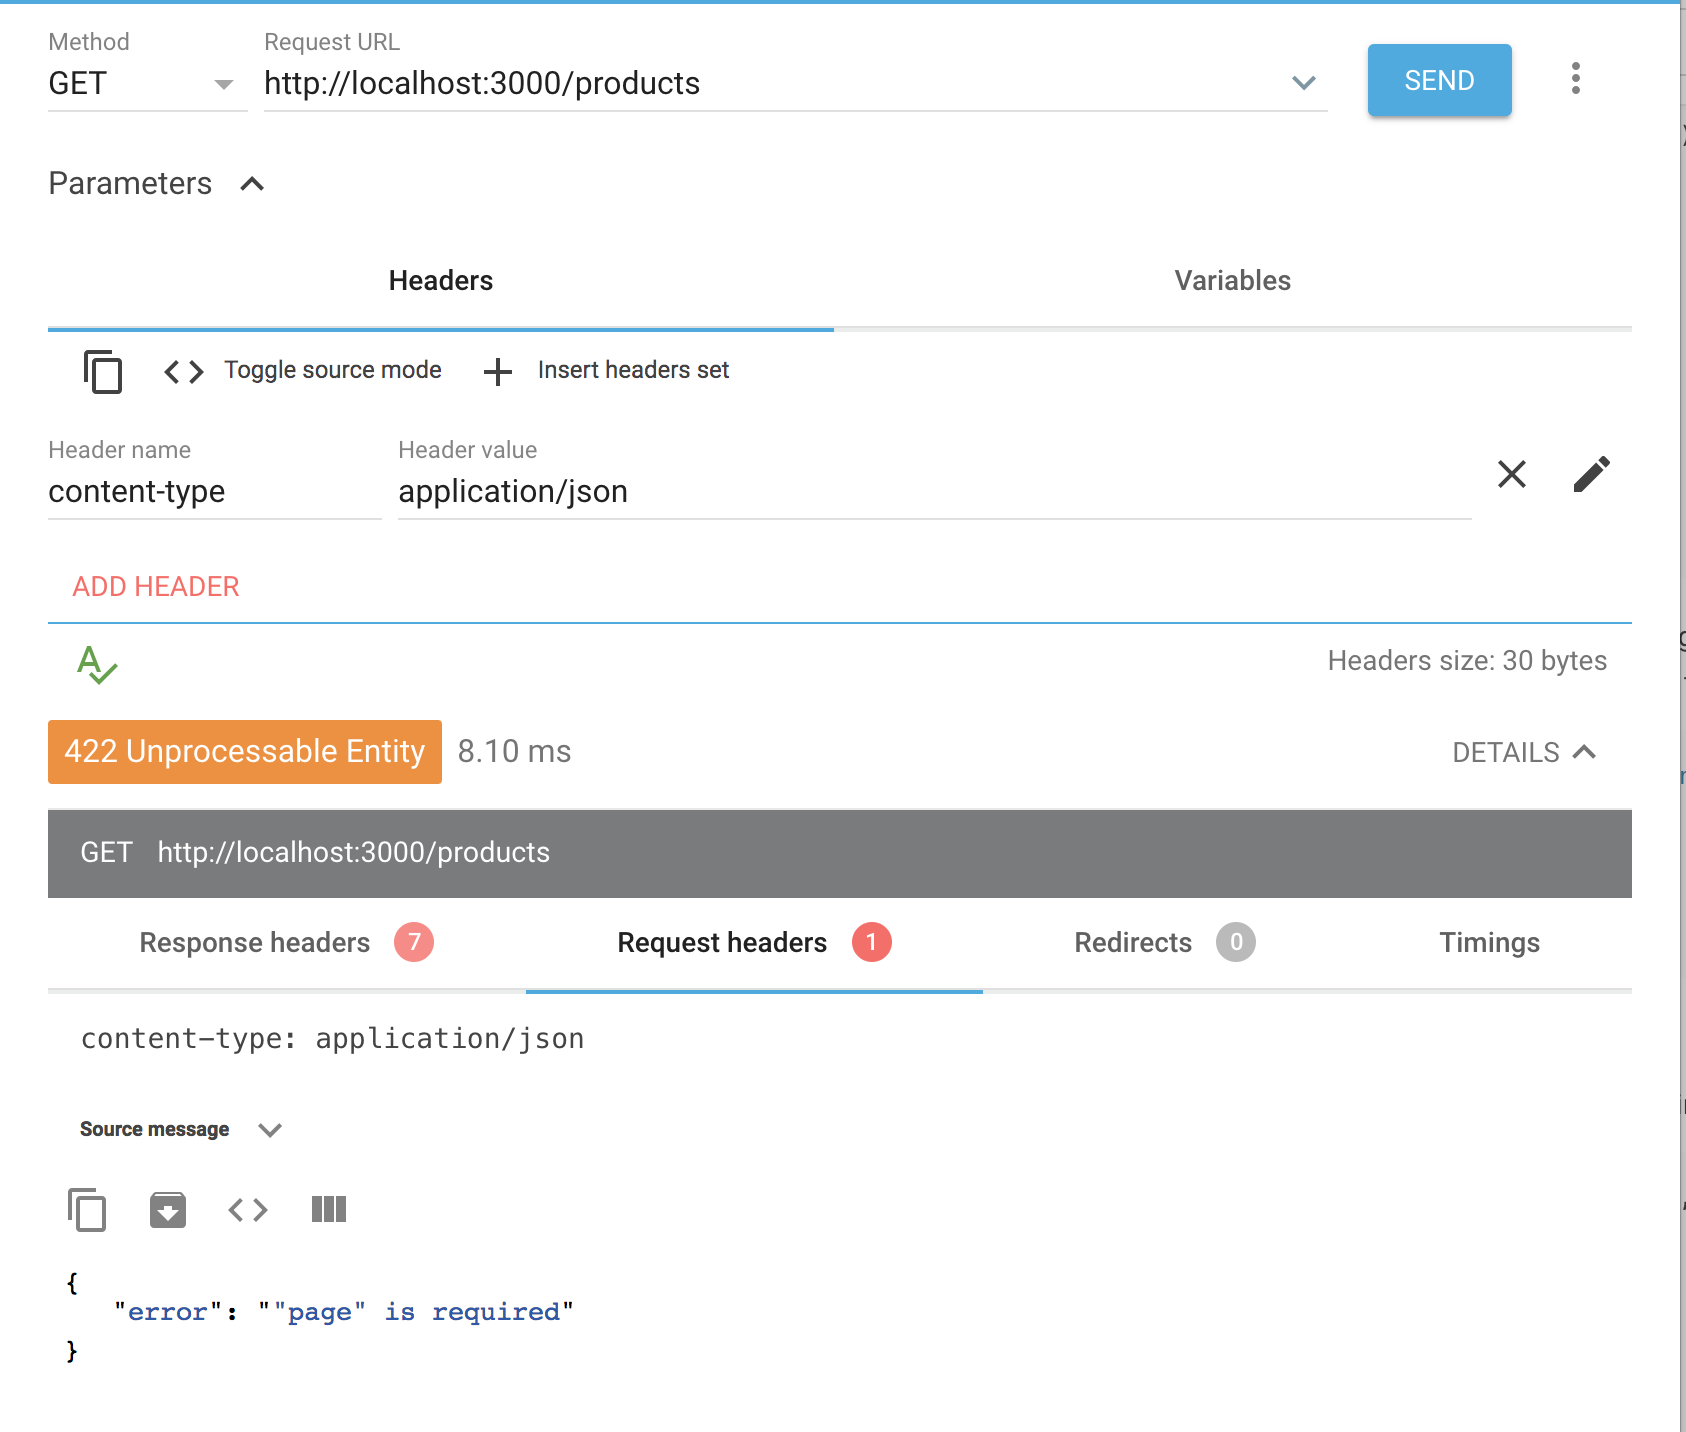 Method
Request URL
GET
http://localhost:3000/products
SEND
Parameters
Headers
Variables
Toggle source mode
Insert headers set
Header name
Header value
content-type
application/json
ADD HEADER
Headers size: 30 bytes
422 Unprocessable Entity
8.10 ms
DETAILS
GET http://localhost:3000/products
Response headers 7
Request headers 1
Redirects 0
Timings
content-type: application/json
Source message
{
"error": ""page" is required"
}